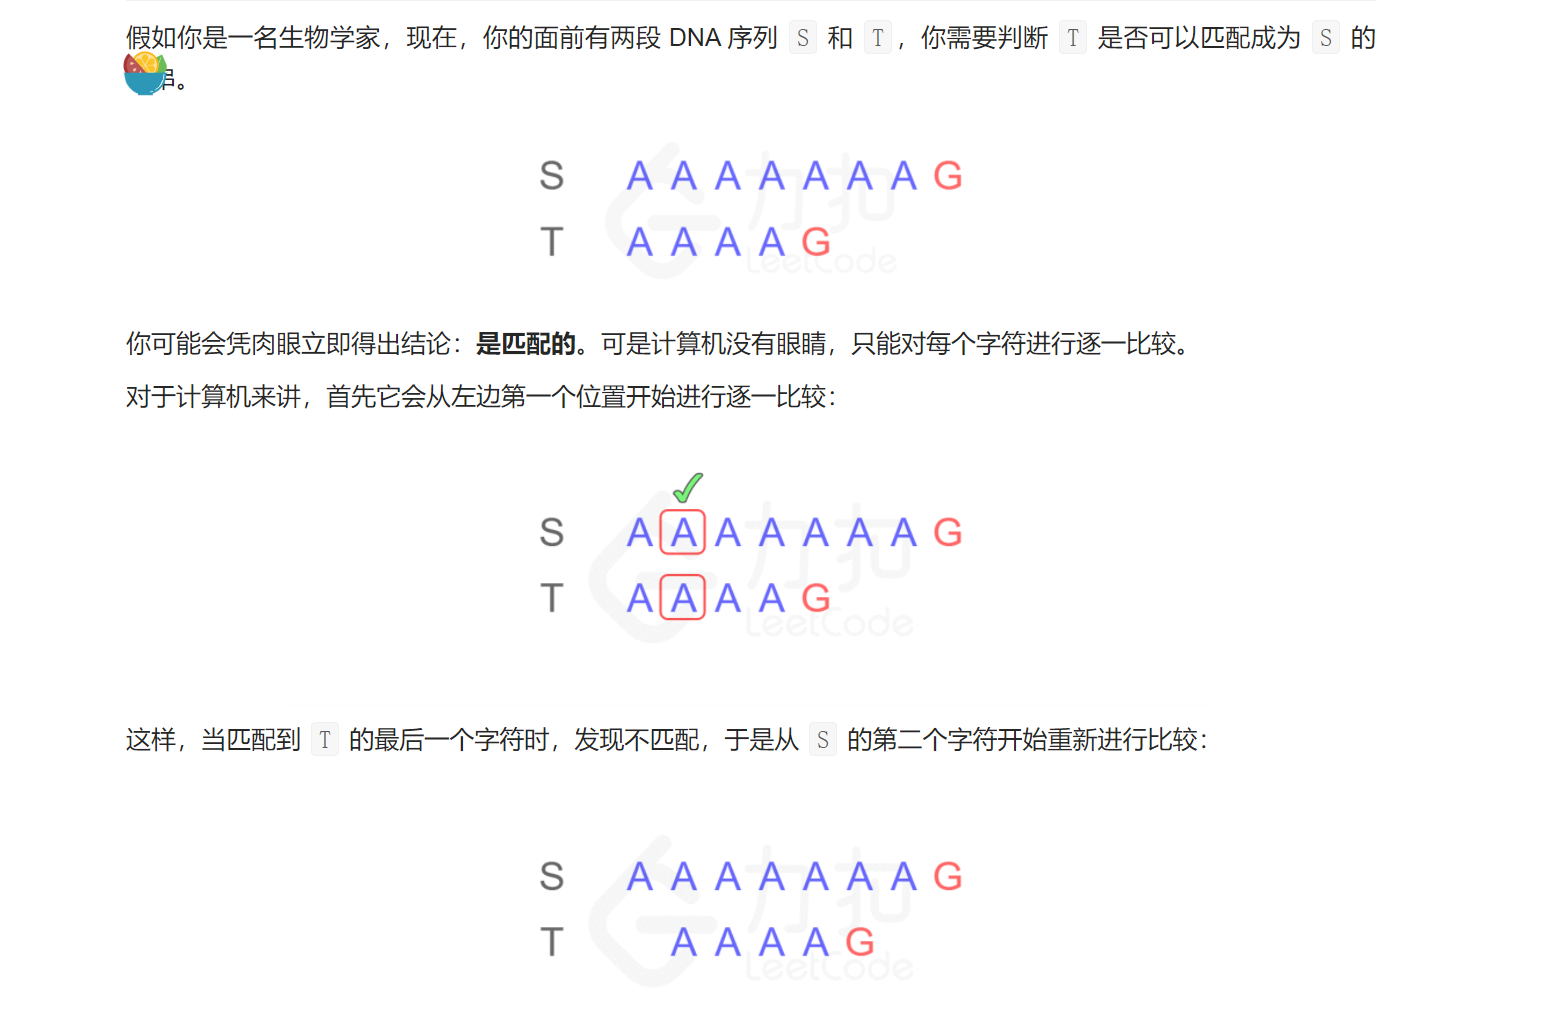 假如你是一名生物学家，现在，你的面前有两段 DNA 序列 S 和 T ，你需要判断 T 是否可以匹配成为 S 的
串。
S AAAAAAAG
T AAAAG
力扣
LeetCode
你可能会凭肉眼立即得出结论：是匹配的。可是计算机没有眼睛，只能对每个字符进行逐一比较。
对于计算机来讲，首先它会从左边第一个位置开始进行逐一比较：
S AAAAAAAG
T AAAAG
力扣
LeetCode
这样，当匹配到 T 的最后一个字符时，发现不匹配，于是从 S 的第二个字符开始重新进行比较：
S AAAAAAAG
T AAAAG
力扣
LeetCode